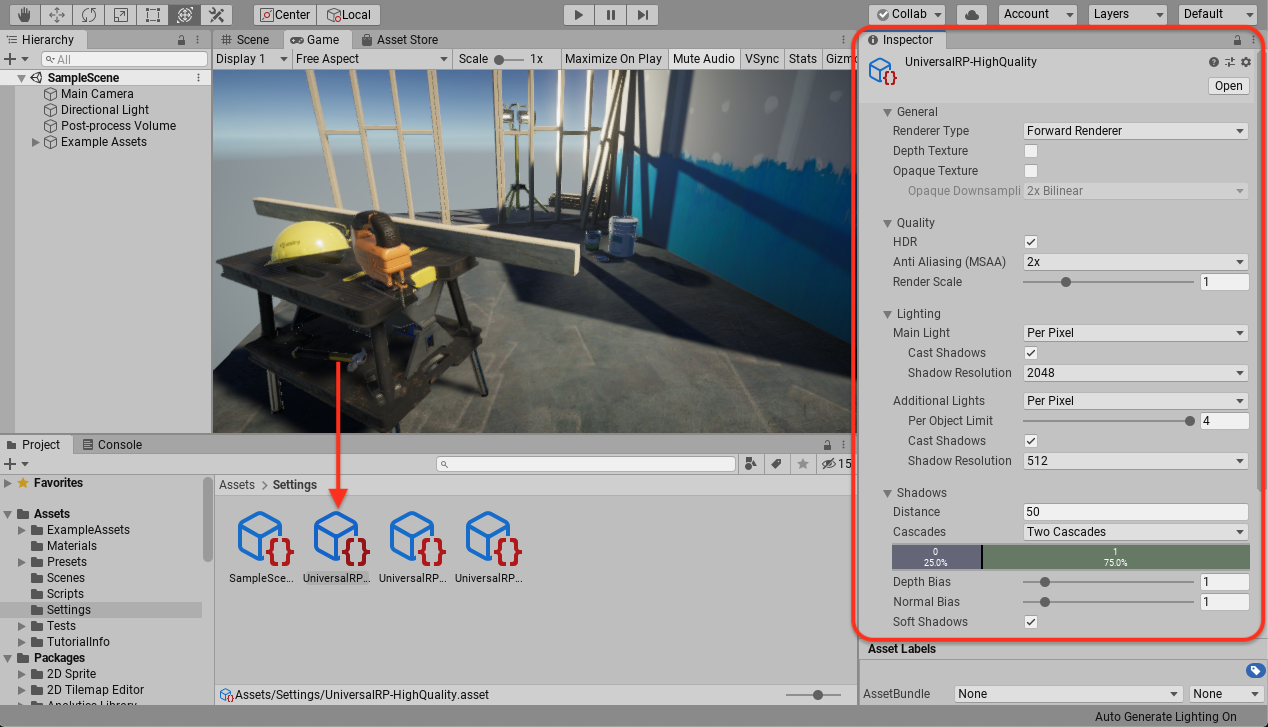 Center
Local
Collab
Account
Layers
Default
Hierarchy
All
SampleScene
Main Camera
Directional Light
Post-process Volume
Example Assets
Scene
Game
Asset Store
Display 1
Free Aspect
Scale
1x
Maximize On Play
Mute Audio
VSync
Stats
Gizmo
Inspector
UniversalRP-HighQuality
Open
General
Renderer Type
Forward Renderer
Depth Texture
Opaque Texture
Opaque Downsampli
2x Bilinear
Quality
HDR
Anti Aliasing (MSAA)
2x
Render Scale
1
Lighting
Main Light
Per Pixel
Cast Shadows
Shadow Resolution
2048
Additional Lights
Per Pixel
Per Object Limit
4
Cast Shadows
Shadow Resolution
512
Shadows
Distance
50
Cascades
Two Cascades
0
25.0%
1
75.0%
Depth Bias
1
Normal Bias
1
Soft Shadows
Asset Labels
AssetBundle
None
None
Project
Console
15
Favorites
Assets
ExampleAssets
Materials
Presets
Scenes
Scripts
Settings
Tests
TutorialInfo
Packages
2D Sprite
2D Tilemap Editor
Analytics Library
Assets > Settings
SampleSce...
UniversalRP...
UniversalRP...
UniversalRP...
Assets/Settings/UniversalRP-HighQuality.asset
Auto Generate Lighting On